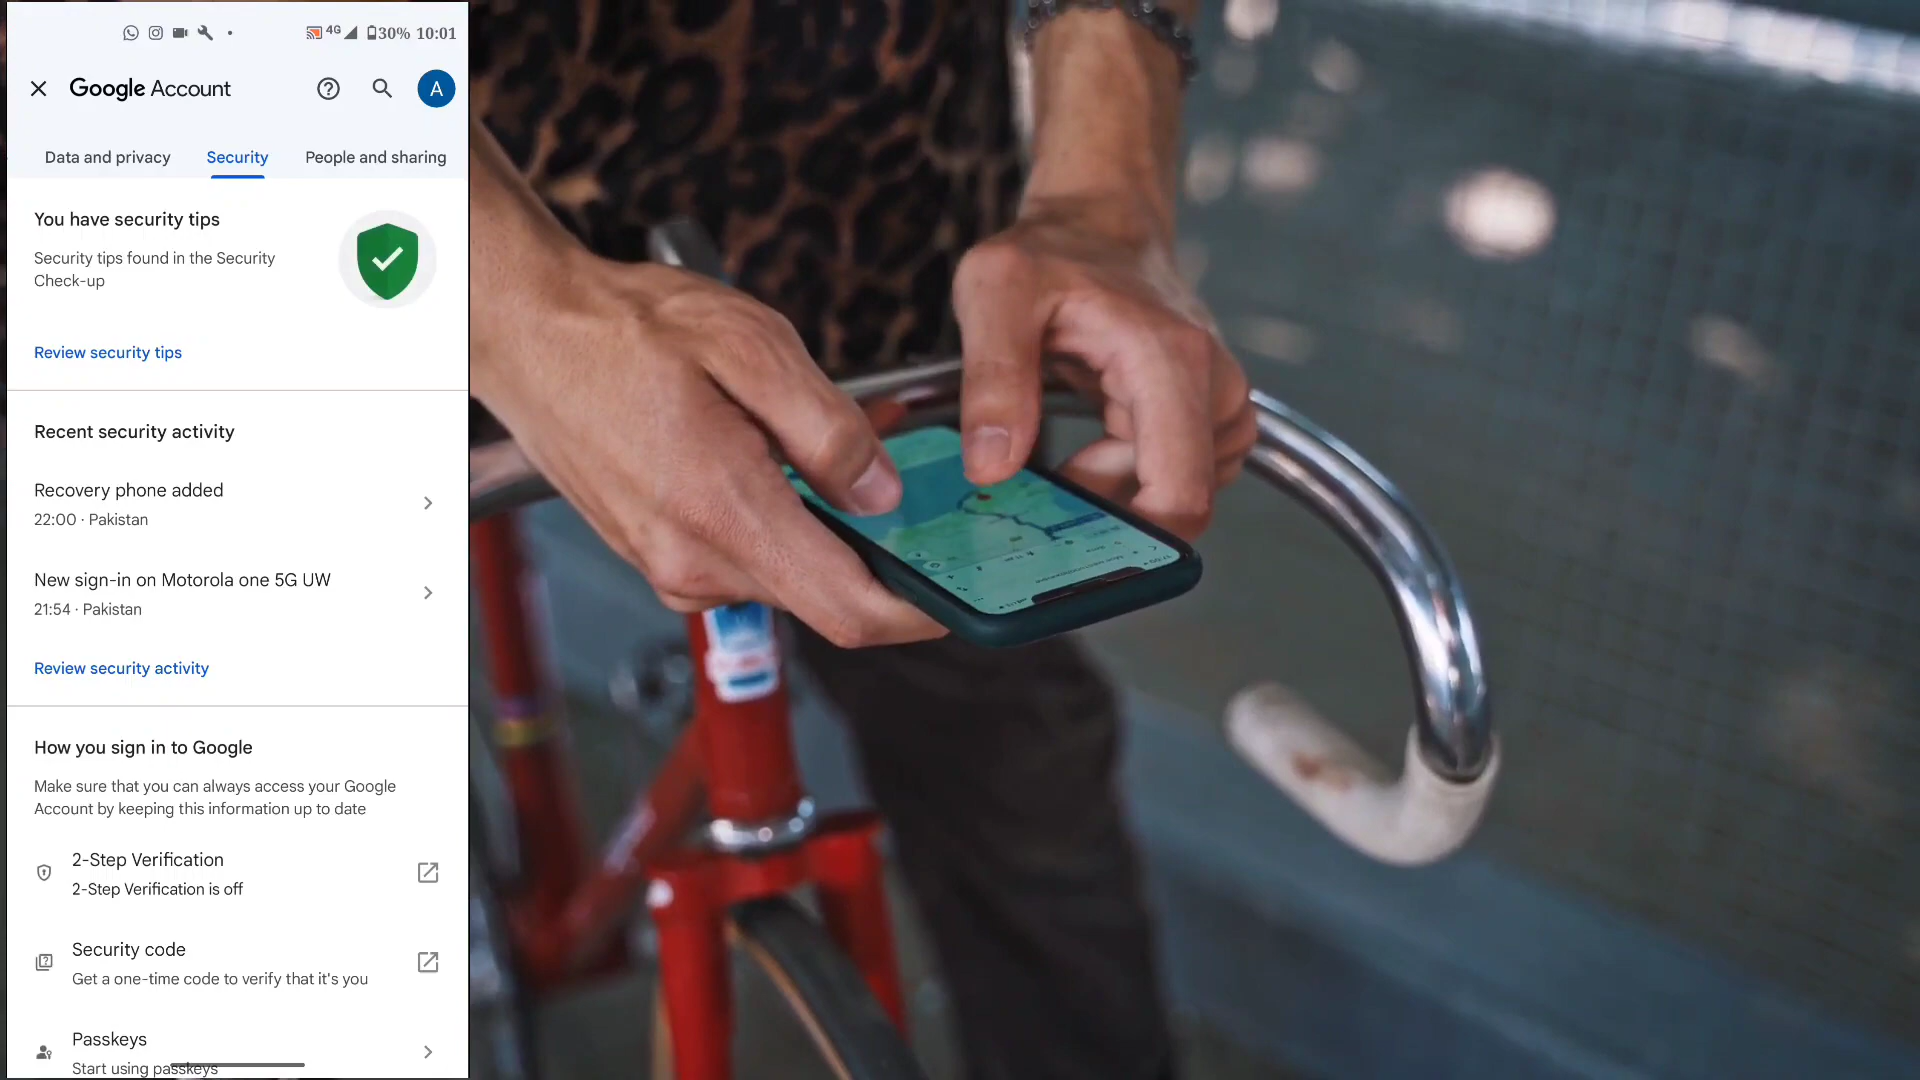 4G 30% 10:01
Google Account
A
Data and privacy Security People and sharing
You have security tips
Security tips found in the Security
Check-up
Review security tips
Recent security activity
Recovery phone added
22:00 · Pakistan
New sign-in on Motorola one 5G UW
21:54 · Pakistan
Review security activity
How you sign in to Google
Make sure that you can always access your Google
Account by keeping this information up to date
2-Step Verification
2-Step Verification is off
Security code
Get a one-time code to verify that it's you
Passkeys
Start using passkeys